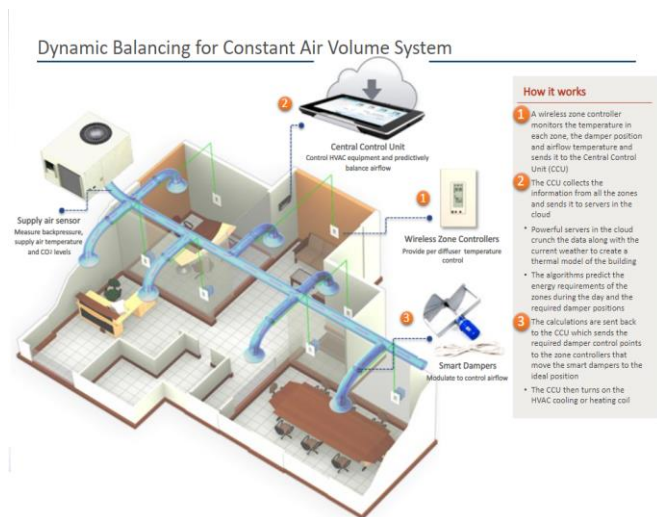 Dynamic Balancing for Constant Air Volume System
2
Central Control Unit
Control HVAC equipment and predictively
balance airflow
Supply air sensor
Measure backpressure,
supply air temperature
and CO2 levels
1
Wireless Zone Controllers
Provide per diffuser temperature
control
3
Smart Dampers
Modulate to control airflow
How it works
1 A wireless zone controller
monitors the temperature in
each zone, the damper position
and airflow temperature and
sends it to the Central Control
Unit (CCU)
2 The CCU collects the
information from all the zones
and sends it to servers in the
cloud
• Powerful servers in the cloud
crunch the data along with the
current weather to create a
thermal model of the building
• The algorithms predict the
energy requirements of the
zones during the day and the
required damper positions
3 The calculations are sent back
to the CCU which sends the
required damper control points
to the zone controllers that
move the smart dampers to the
ideal position
• The CCU then turns on the
HVAC cooling or heating coil